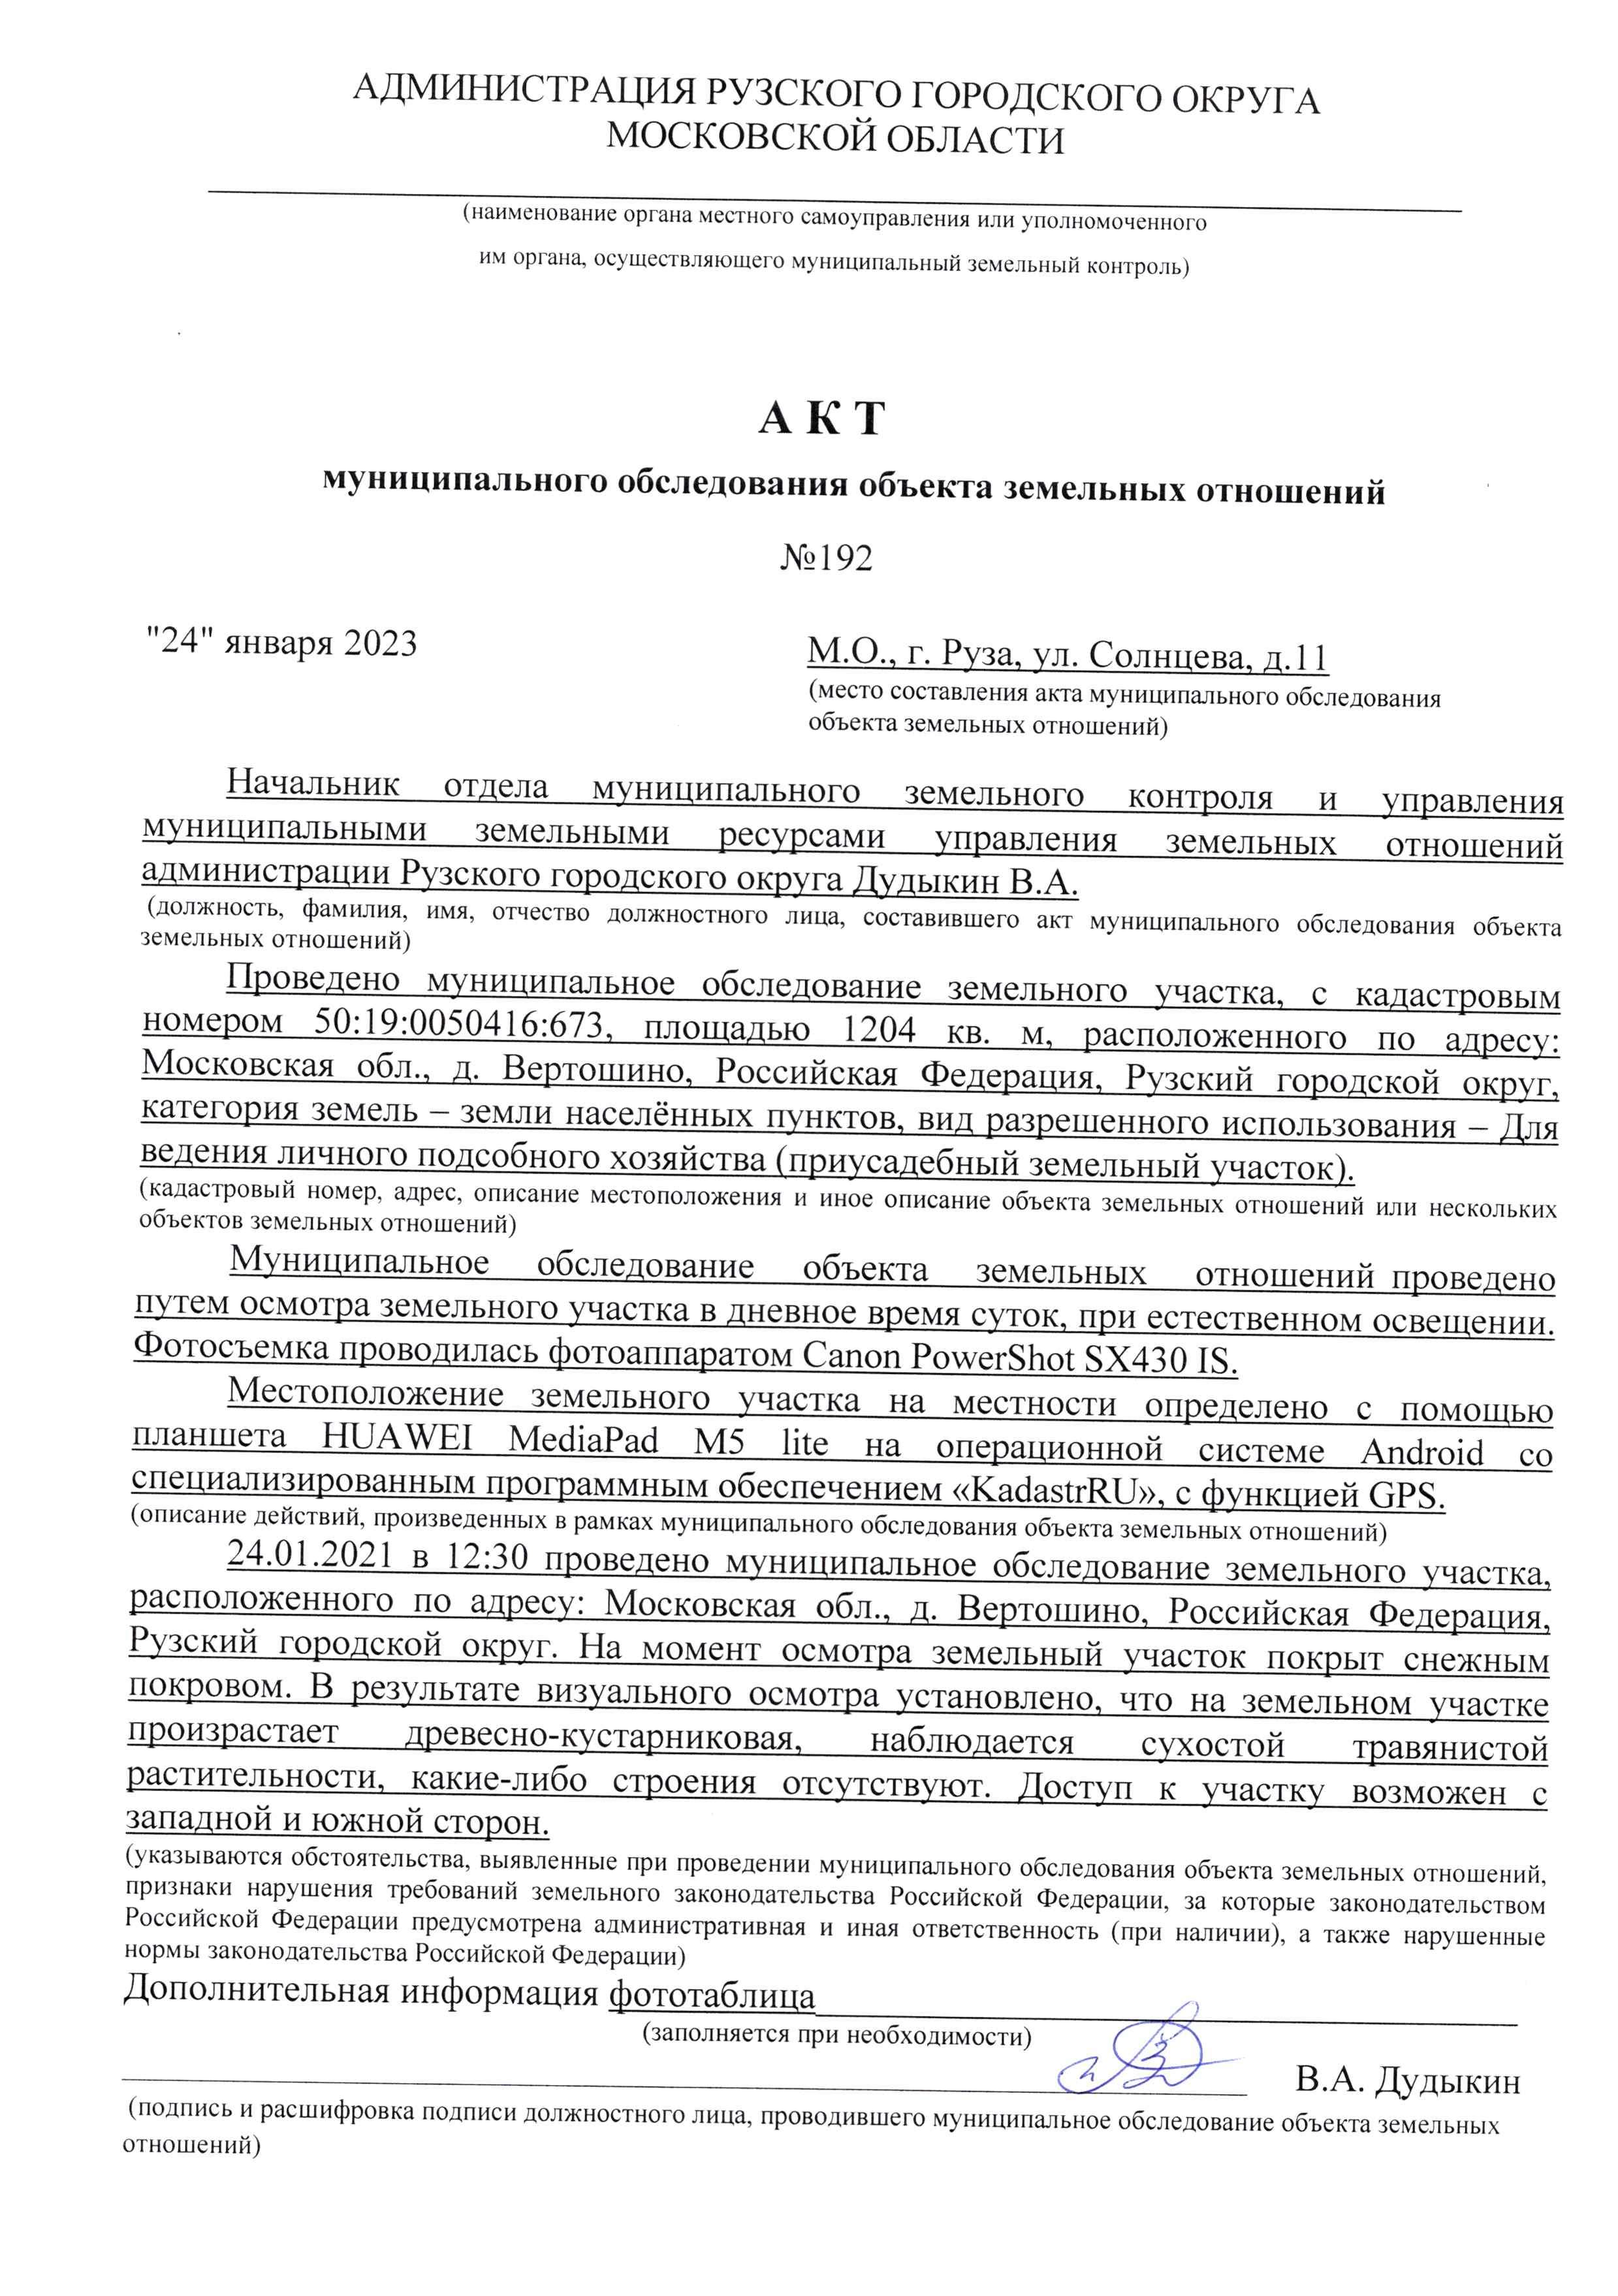 АДМИНИСТРАЦИЯ РУЗСКОГО ГОРОДСКОГО ОКРУГА
МОСКОВСКОЙ ОБЛАСТИ
(наименование органа местного самоуправления или уполномоченного
им органа, осуществляющего муниципальный земельный контроль)
А К Т
муниципального обследования объекта земельных отношений
№192
"24" января 2023
М.О., г. Руза, ул. Солнцева, д.11
(место составления акта муниципального обследования
объекта земельных отношений)
Начальник отдела муниципального земельного контроля и управления
муниципальными земельными ресурсами управления земельных отношений
администрации Рузского городского округа Дудыкин В.А.
(должность, фамилия, имя, отчество должностного лица, составившего акт муниципального обследования объекта
земельных отношений)
Проведено муниципальное обследование земельного участка, с кадастровым
номером 50:19:0050416:673, площадью 1204 кв. м, расположенного по адресу:
Московская обл., д. Вертошино, Российская Федерация, Рузский городской округ,
категория земель – земли населённых пунктов, вид разрешенного использования – Для
ведения личного подсобного хозяйства (приусадебный земельный участок).
(кадастровый номер, адрес, описание местоположения и иное описание объекта земельных отношений или нескольких
объектов земельных отношений)
Муниципальное обследование объекта земельных отношений проведено
путем осмотра земельного участка в дневное время суток, при естественном освещении.
Фотосъемка проводилась фотоаппаратом Canon PowerShot SX430 IS.
Местоположение земельного участка на местности определено с помощью
планшета HUAWEI MediaPad M5 lite на операционной системе Android со
специализированным программным обеспечением «KadastrRU», с функцией GPS.
(описание действий, произведенных в рамках муниципального обследования объекта земельных отношений)
24.01.2021 в 12:30 проведено муниципальное обследование земельного участка,
расположенного по адресу: Московская обл., д. Вертошино, Российская Федерация,
Рузский городской округ. На момент осмотра земельный участок покрыт снежным
покровом. В результате визуального осмотра установлено, что на земельном участке
произрастает древесно-кустарниковая, наблюдается сухостой травянистой
растительности, какие-либо строения отсутствуют. Доступ к участку возможен с
западной и южной сторон.
(указываются обстоятельства, выявленные при проведении муниципального обследования объекта земельных отношений,
признаки нарушения требований земельного законодательства Российской Федерации, за которые законодательством
Российской Федерации предусмотрена административная и иная ответственность (при наличии), а также нарушенные
нормы законодательства Российской Федерации)
Дополнительная информация фототаблица
(заполняется при необходимости)
В.А. Дудыкин
(подпись и расшифровка подписи должностного лица, проводившего муниципальное обследование объекта земельных
отношений)